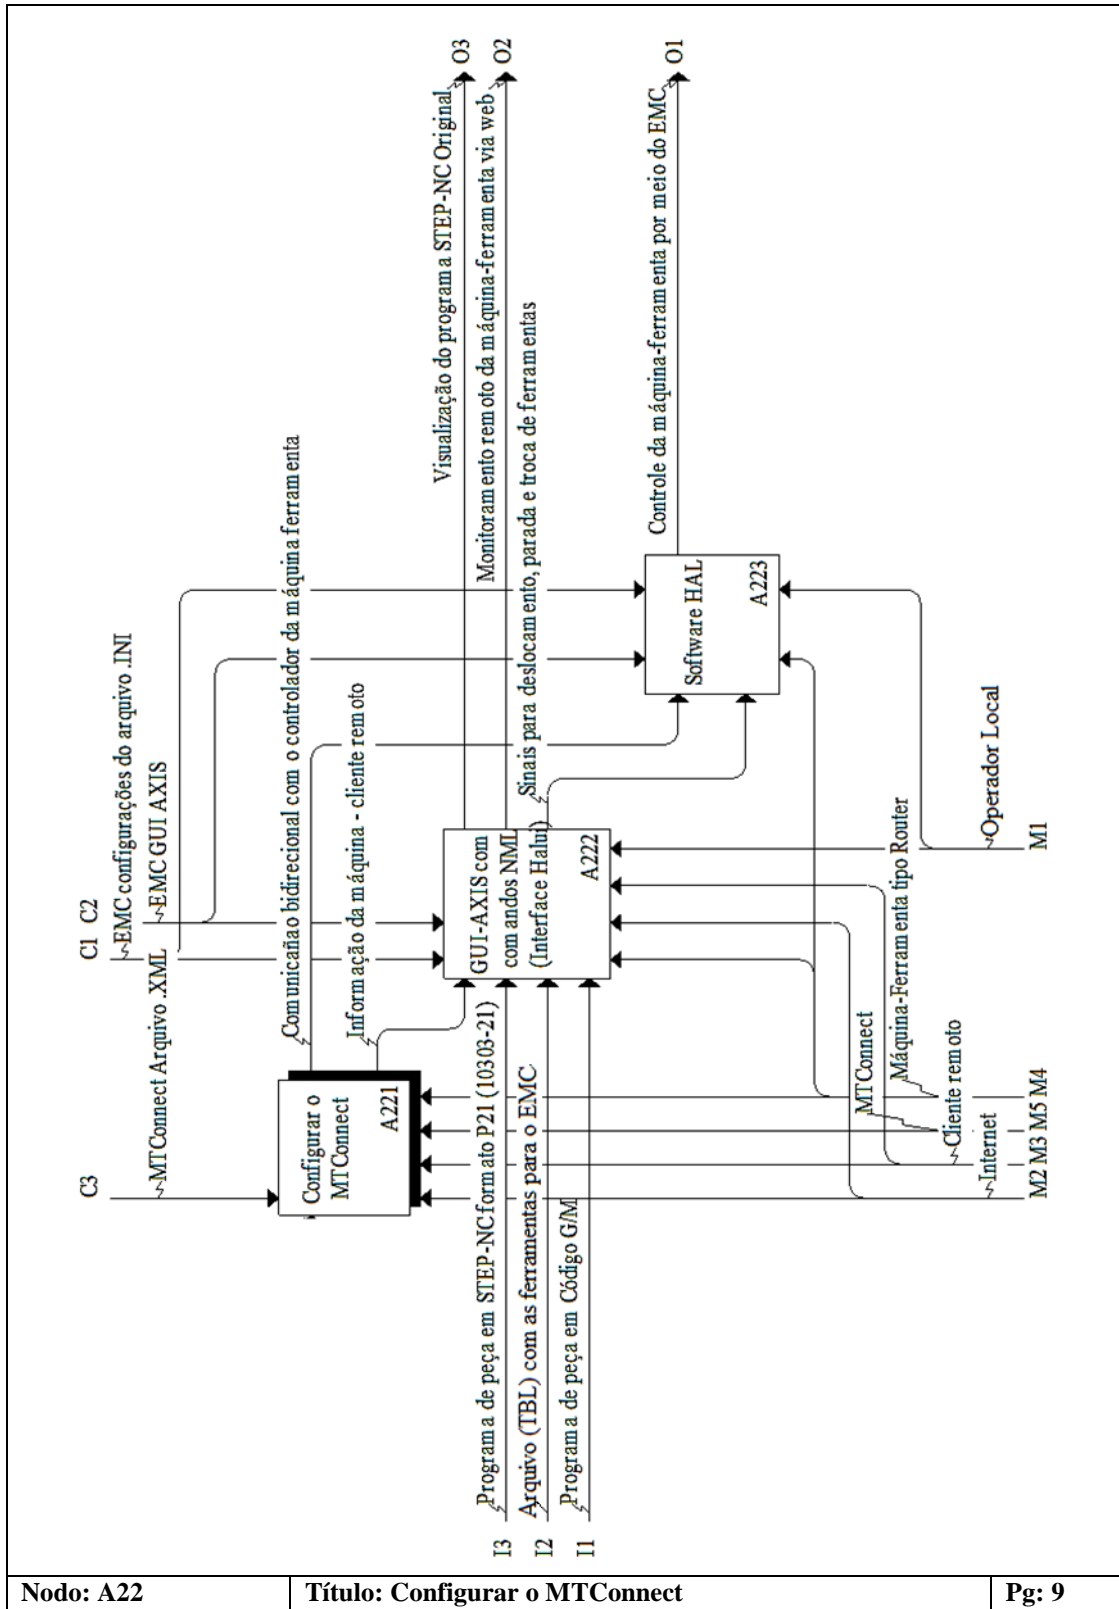 C3
C1 C2
MTConnect Arquivo .XML
EMC configurações do arquivo .INI
EMC GUI AXIS
Comunicañao bidirecional com o controlador da máquina ferramenta
Informação da máquina - cliente remoto
Configurar o
MTConnect
A221
I3
I2
I1
Programa de peça em STEP-NC formato P21 (10303-21)
Arquivo (TBL) com as ferramentas para o EMC
Programa de peça em Código G/M
GUI-AXIS com
comandos NML
(Interface Halui)
A222
Visualização do programa STEP-NC Original
Monitoramento remoto da máquina-ferramenta via web
Sinais para deslocamento, parada e troca de ferramentas
Software HAL
A223
Controle da máquina-ferramenta por meio do EMC
O3
O2
O1
MTConnect
Máquina-Ferramenta tipo Router
Cliente remoto
Internet
Operador Local
M2 M3 M5 M4
M1
Nodo: A22
Título: Configurar o MTConnect
Pg: 9